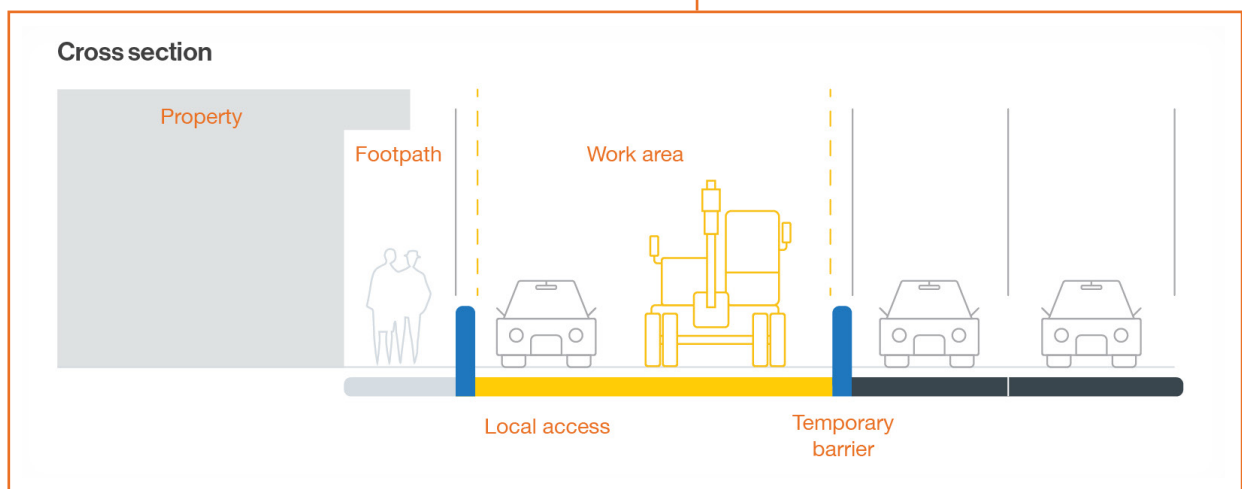 Cross section
Property
Footpath
Work area
Local access
Temporary
barrier